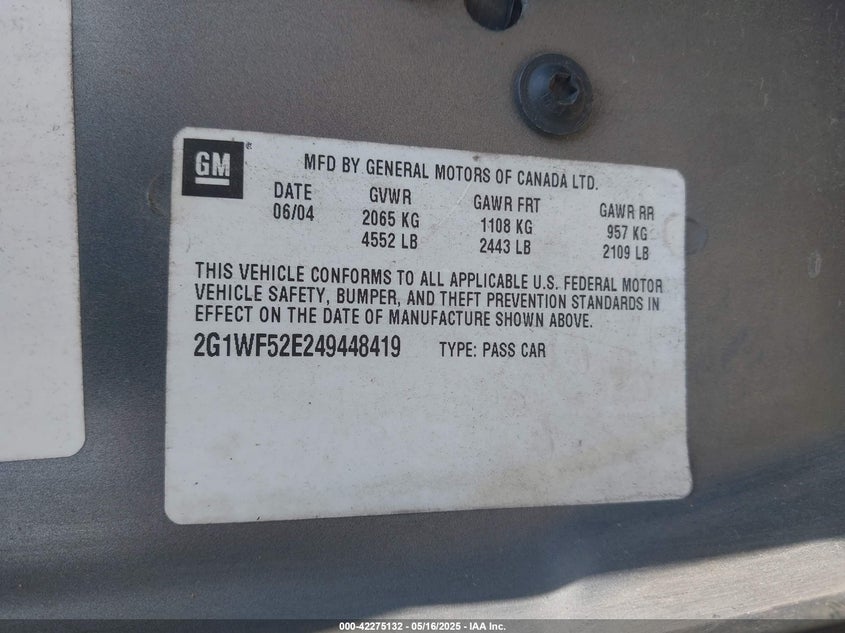 GM ®
MFD BY GENERAL MOTORS OF CANADA LTD.
DATE GVWR GAWR FRT GAWR RR
06/04 2065 KG 1108 KG 957 KG
4552 LB 2443 LB 2109 LB
THIS VEHICLE CONFORMS TO ALL APPLICABLE U.S. FEDERAL MOTOR
VEHICLE SAFETY, BUMPER, AND THEFT PREVENTION STANDARDS IN
EFFECT ON THE DATE OF MANUFACTURE SHOWN ABOVE.
2G1WF52E249448419 TYPE: PASS CAR
000-42275132 - 05/16/2025 - IAA Inc.